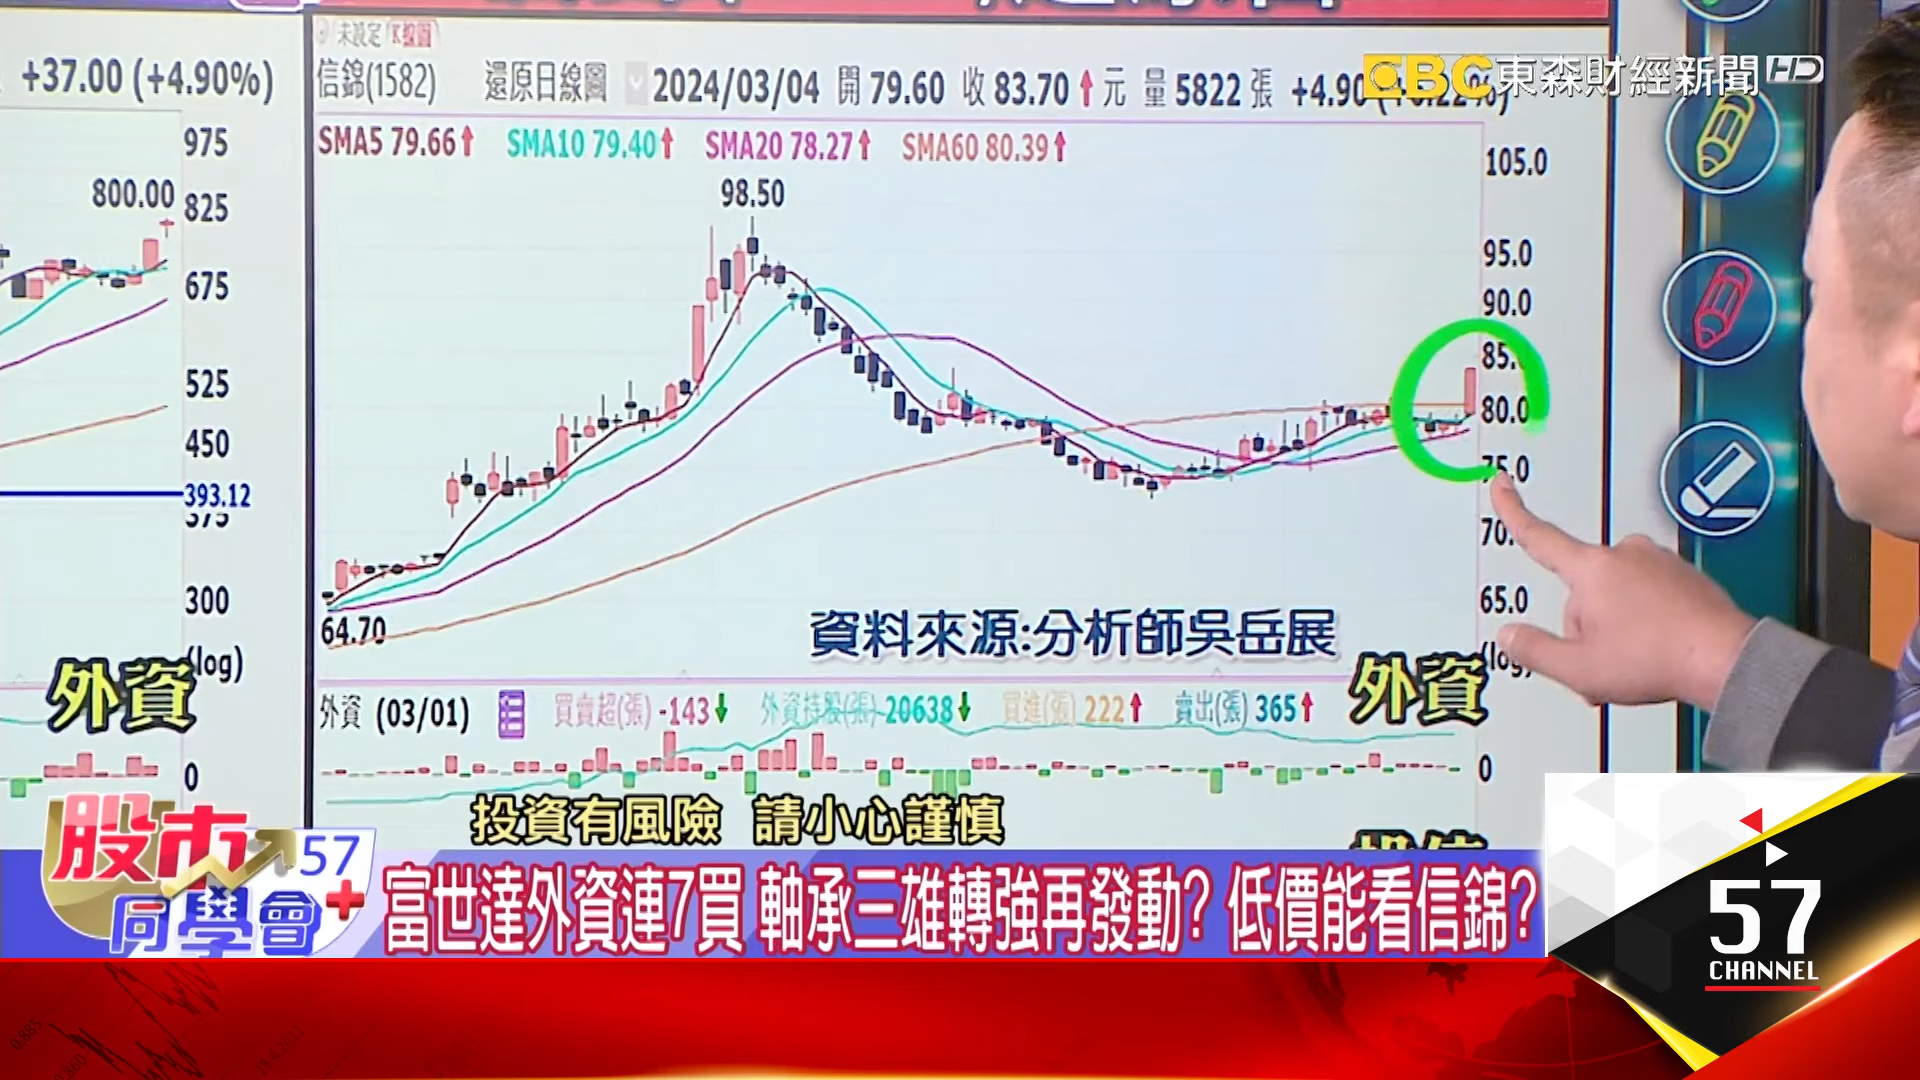 +37.00 (+4.90%)
975
800.00
825
675
525
450
393.12
375
300
(log)
外資
0
未設定 K線圖
信錦(1582) 還原日線圖 2024/03/04 開 79.60 收 83.70↑元 量 5822 張 +4.90
SMA5 79.66↑ SMA10 79.40↑ SMA20 78.27↑ SMA60 80.39↑
98.50
64.70
105.0
95.0
90.0
85.
80.0
75.0
70.
65.0
(log)
資料來源:分析師吳岳展
外資
外資 (03/01) 買賣超(張) -143↓ 外資持股(張) 20638↓ 買進(張) 222↑ 賣出(張) 365↑
0
投資有風險 請小心謹慎
EBC東森財經新聞HD
股市
同學會
57
+
富世達外資連7買 軸承三雄轉強再發動? 低價能看信錦?
57
CHANNEL